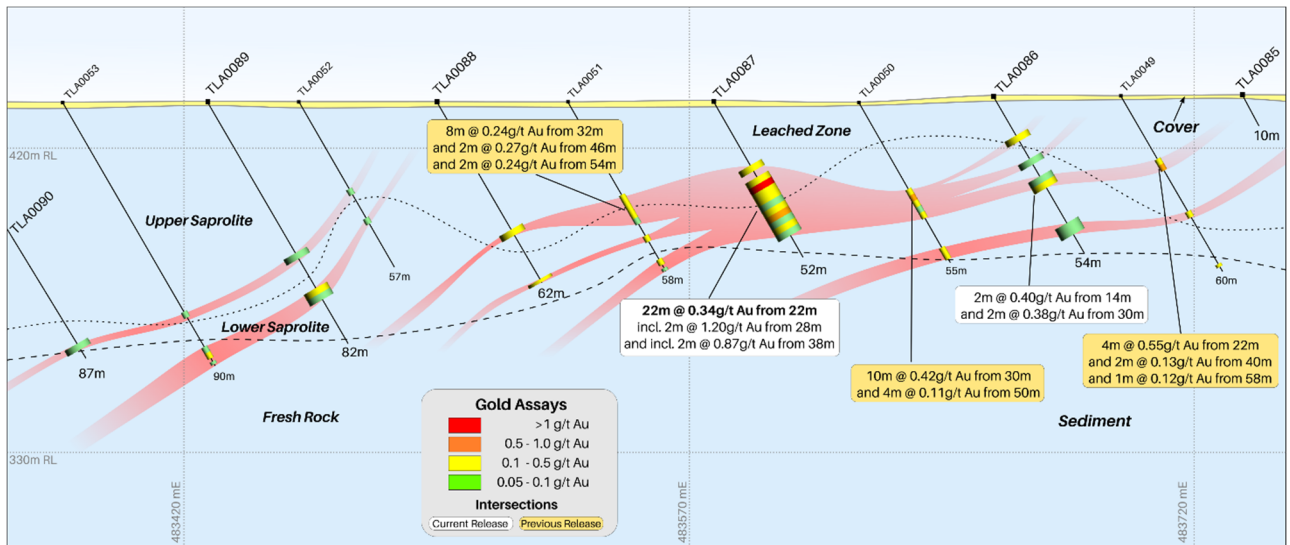 TLA0053
TLA0089
TLA0052
TLA0088
TLA0051
TLA0087
TLA0050
TLA0086
TLA0049
TLA0085
TLA0090
Leached Zone
Cover
10m
8m @ 0.24g/t Au from 32m
and 2m @ 0.27g/t Au from 46m
and 2m @ 0.24g/t Au from 54m
420m RL
Upper Saprolite
57m
58m
52m
55m
54m
60m
62m
22m @ 0.34g/t Au from 22m
incl. 2m @ 1.20g/t Au from 28m
and incl. 2m @ 0.87g/t Au from 38m
2m @ 0.40g/t Au from 14m
and 2m @ 0.38g/t Au from 30m
Lower Saprolite
82m
87m
90m
4m @ 0.55g/t Au from 22m
and 2m @ 0.13g/t Au from 40m
and 1m @ 0.12g/t Au from 58m
10m @ 0.42g/t Au from 30m
and 4m @ 0.11g/t Au from 50m
Fresh Rock
Sediment
Gold Assays
>1 g/t Au
0.5 - 1.0 g/t Au
0.1 - 0.5 g/t Au
0.05 - 0.1 g/t Au
Intersections
Current Release
Previous Release
330m RL
483420 mE
483570 mE
483720 mE